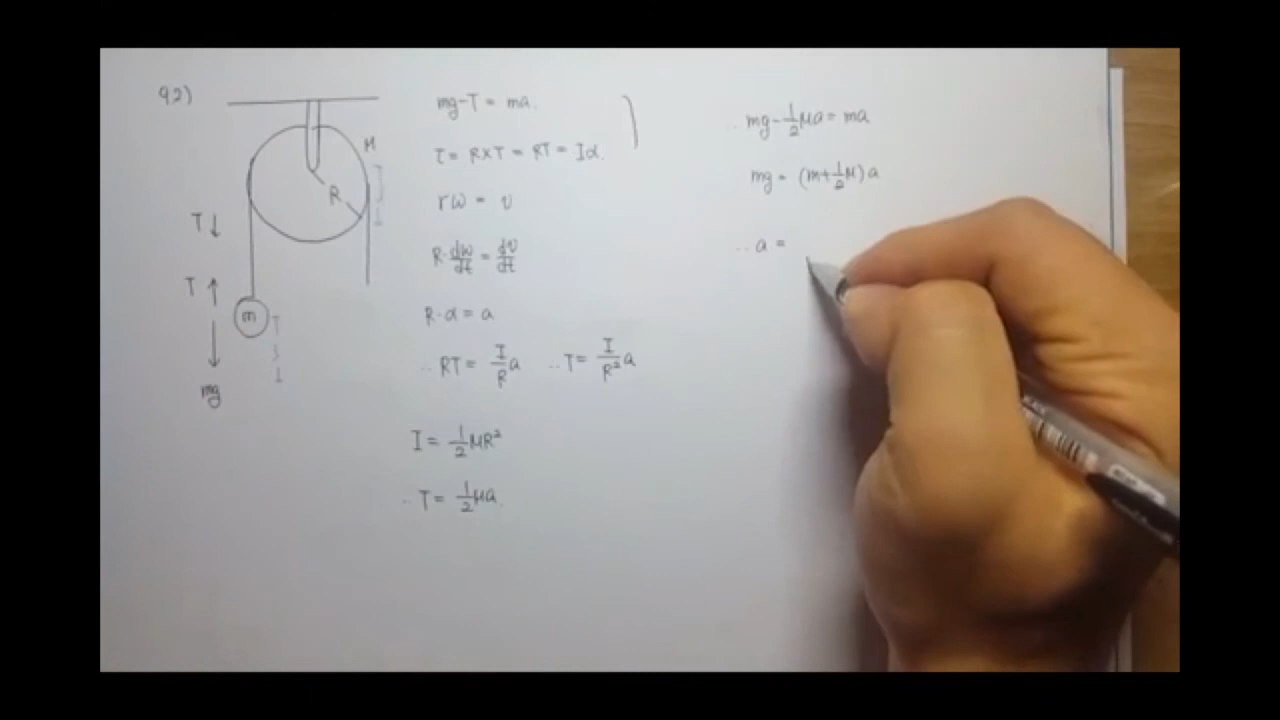 92)
M
R
T↓
T↑
m
mg
mg-T = ma.
τ = R×T = RT = Iα.
rω = v
R·dω/dt = dv/dt
R·α = a
∴ RT = I/R a ∴ T = I/R² a
I = 1/2 MR²
∴ T = 1/2 Ma.
∴ mg - 1/2 Ma = ma
mg = (m+1/2 M) a
∴ a =